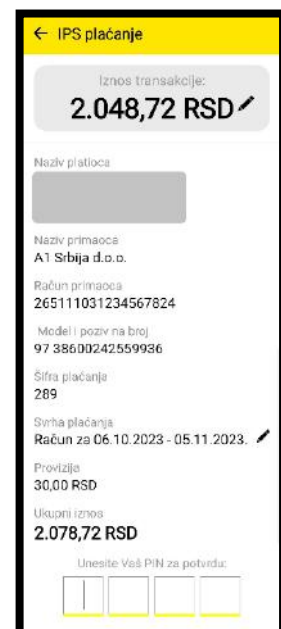 ← IPS plaćanje
Iznos transakcije:
2.048,72 RSD
Naziv platioca
Naziv primaoca
A1 Srbija d.o.o.
Račun primaoca
265111031234567824
Model i poziv na broj
97 38600242559936
Šifra plaćanja
289
Svrha plaćanja
Račun za 06.10.2023 - 05.11.2023.
Provizija
30,00 RSD
Ukupni iznos
2.078,72 RSD
Unesite Vaš PIN za potvrdu: